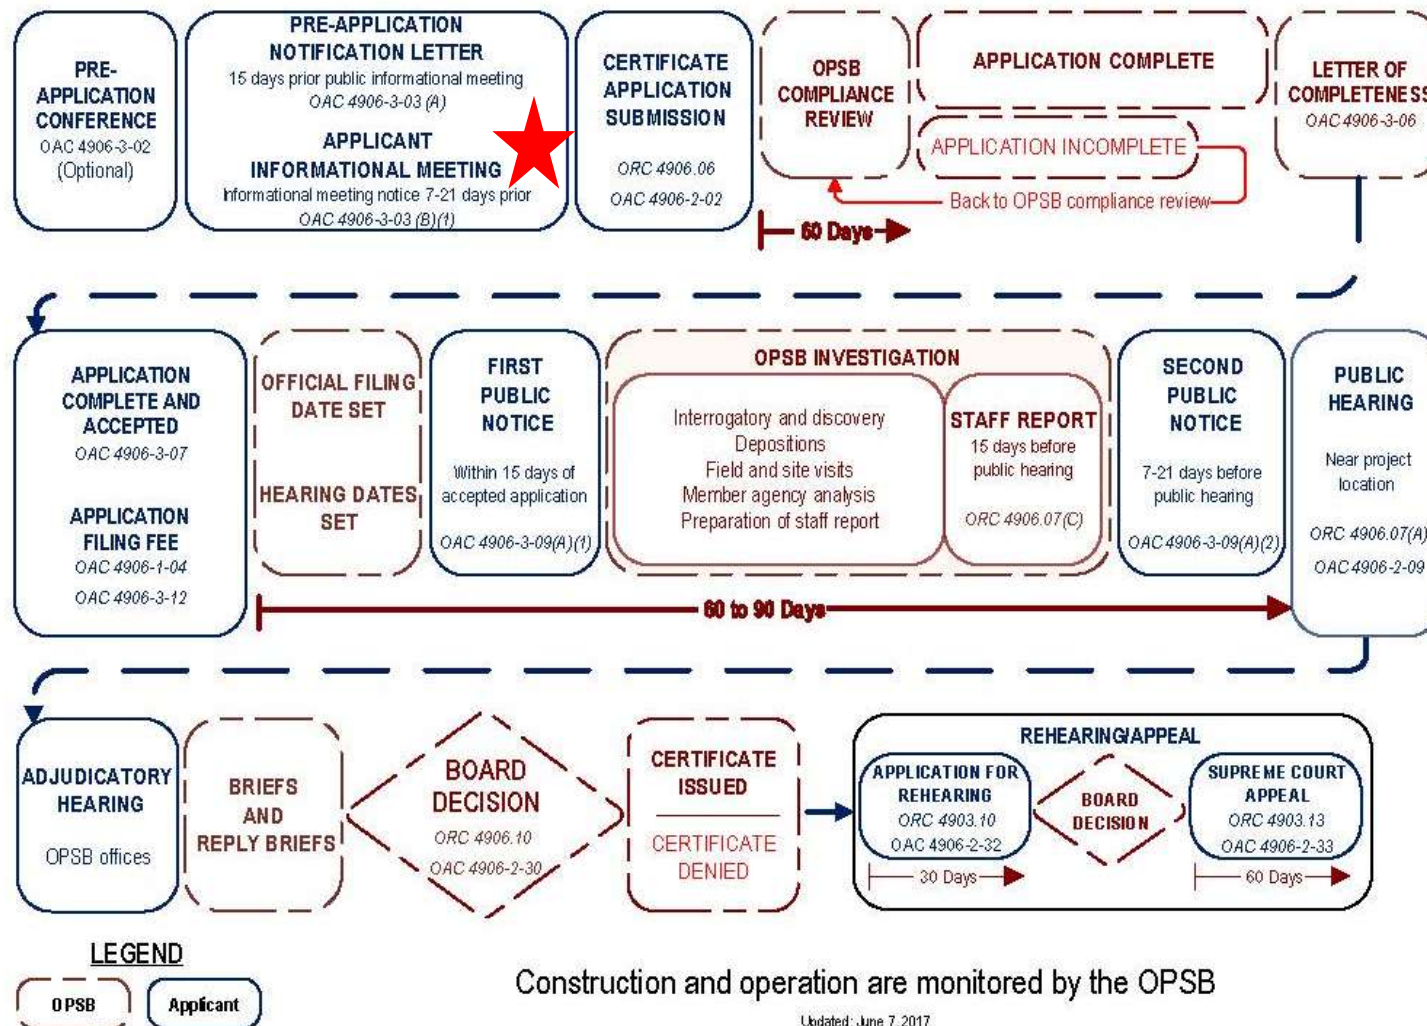 PRE-
APPLICATION
CONFERENCE
OAC 4906-3-02
(Optional)
PRE-APPLICATION
NOTIFICATION LETTER
15 days prior public informational meeting
OAC 4906-3-03 (A)
APPLICANT
INFORMATIONAL MEETING
Informational meeting notice 7-21 days prior
OAC 4906-3-03 (B)(1)
CERTIFICATE
APPLICATION
SUBMISSION
ORC 4906.06
OAC 4906-2-02
OPSB
COMPLIANCE
REVIEW
APPLICATION COMPLETE
APPLICATION INCOMPLETE
Back to OPSB compliance review
60 Days
LETTER OF
COMPLETENESS
OAC 4906-3-06
APPLICATION
COMPLETE AND
ACCEPTED
OAC 4906-3-07
APPLICATION
FILING FEE
OAC 4906-1-04
OAC 4906-3-12
OFFICIAL FILING
DATE SET
HEARING DATES
SET
FIRST
PUBLIC
NOTICE
Within 15 days of
accepted application
OAC 4906-3-09(A)(1)
OPSB INVESTIGATION
Interrogatory and discovery
Depositions
Field and site visits
Member agency analysis
Preparation of staff report
STAFF REPORT
15 days before
public hearing
ORC 4906.07(C)
SECOND
PUBLIC
NOTICE
7-21 days before
public hearing
OAC 4906-3-09(A)(2)
PUBLIC
HEARING
Near project
location
ORC 4906.07(A)
OAC 4906-2-09
60 to 90 Days
ADJUDICATORY
HEARING
OPSB offices
BRIEFS
AND
REPLY BRIEFS
BOARD
DECISION
ORC 4906.10
OAC 4906-2-30
CERTIFICATE
ISSUED
CERTIFICATE
DENIED
REHEARING/APPEAL
APPLICATION FOR
REHEARING
ORC 4903.10
OAC 4906-2-32
30 Days
BOARD
DECISION
SUPREME COURT
APPEAL
ORC 4903.13
OAC 4906-2-33
60 Days
LEGEND
OPSB
Applicant
Construction and operation are monitored by the OPSB
Updated: June 7, 2017